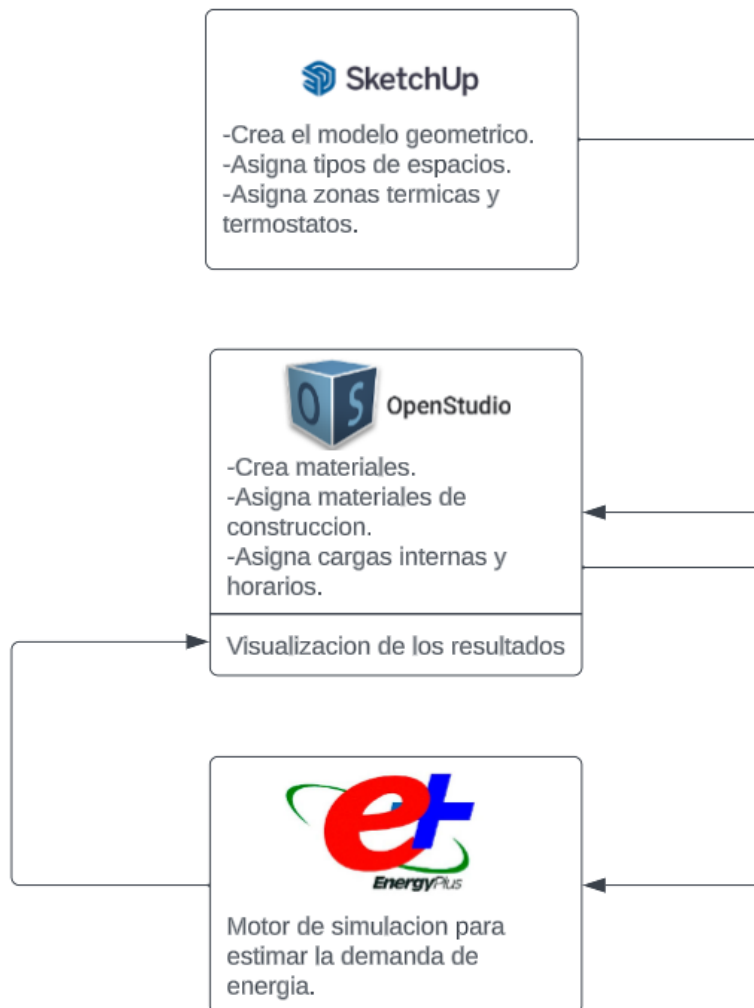 SketchUp
-Crea el modelo geometrico.
-Asigna tipos de espacios.
-Asigna zonas termicas y
termostatos.
OS OpenStudio
-Crea materiales.
-Asigna materiales de
construccion.
-Asigna cargas internas y
horarios.
Visualizacion de los resultados
e+
EnergyPlus
Motor de simulacion para
estimar la demanda de
energia.